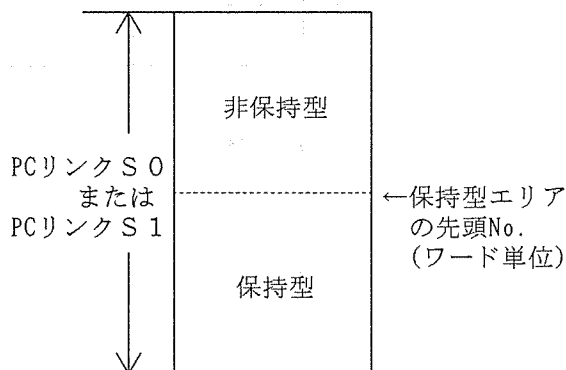 非保持型
PCリンクS0
または
PCリンクS1
←保持型エリア
の先頭No.
(ワード単位)
保持型